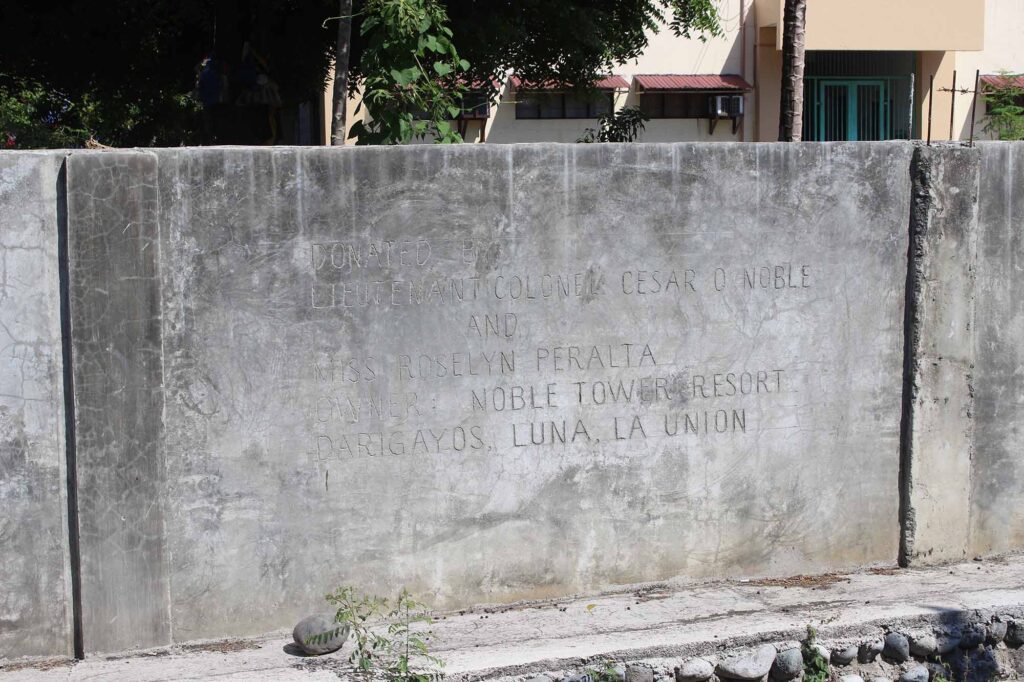 DONATED BY
LIEUTENANT COLONEL CESAR O NOBLE
AND
MISS ROSELYN PERALTA
OWNER: NOBLE TOWER RESORT
DARIGAYOS, LUNA, LA UNION